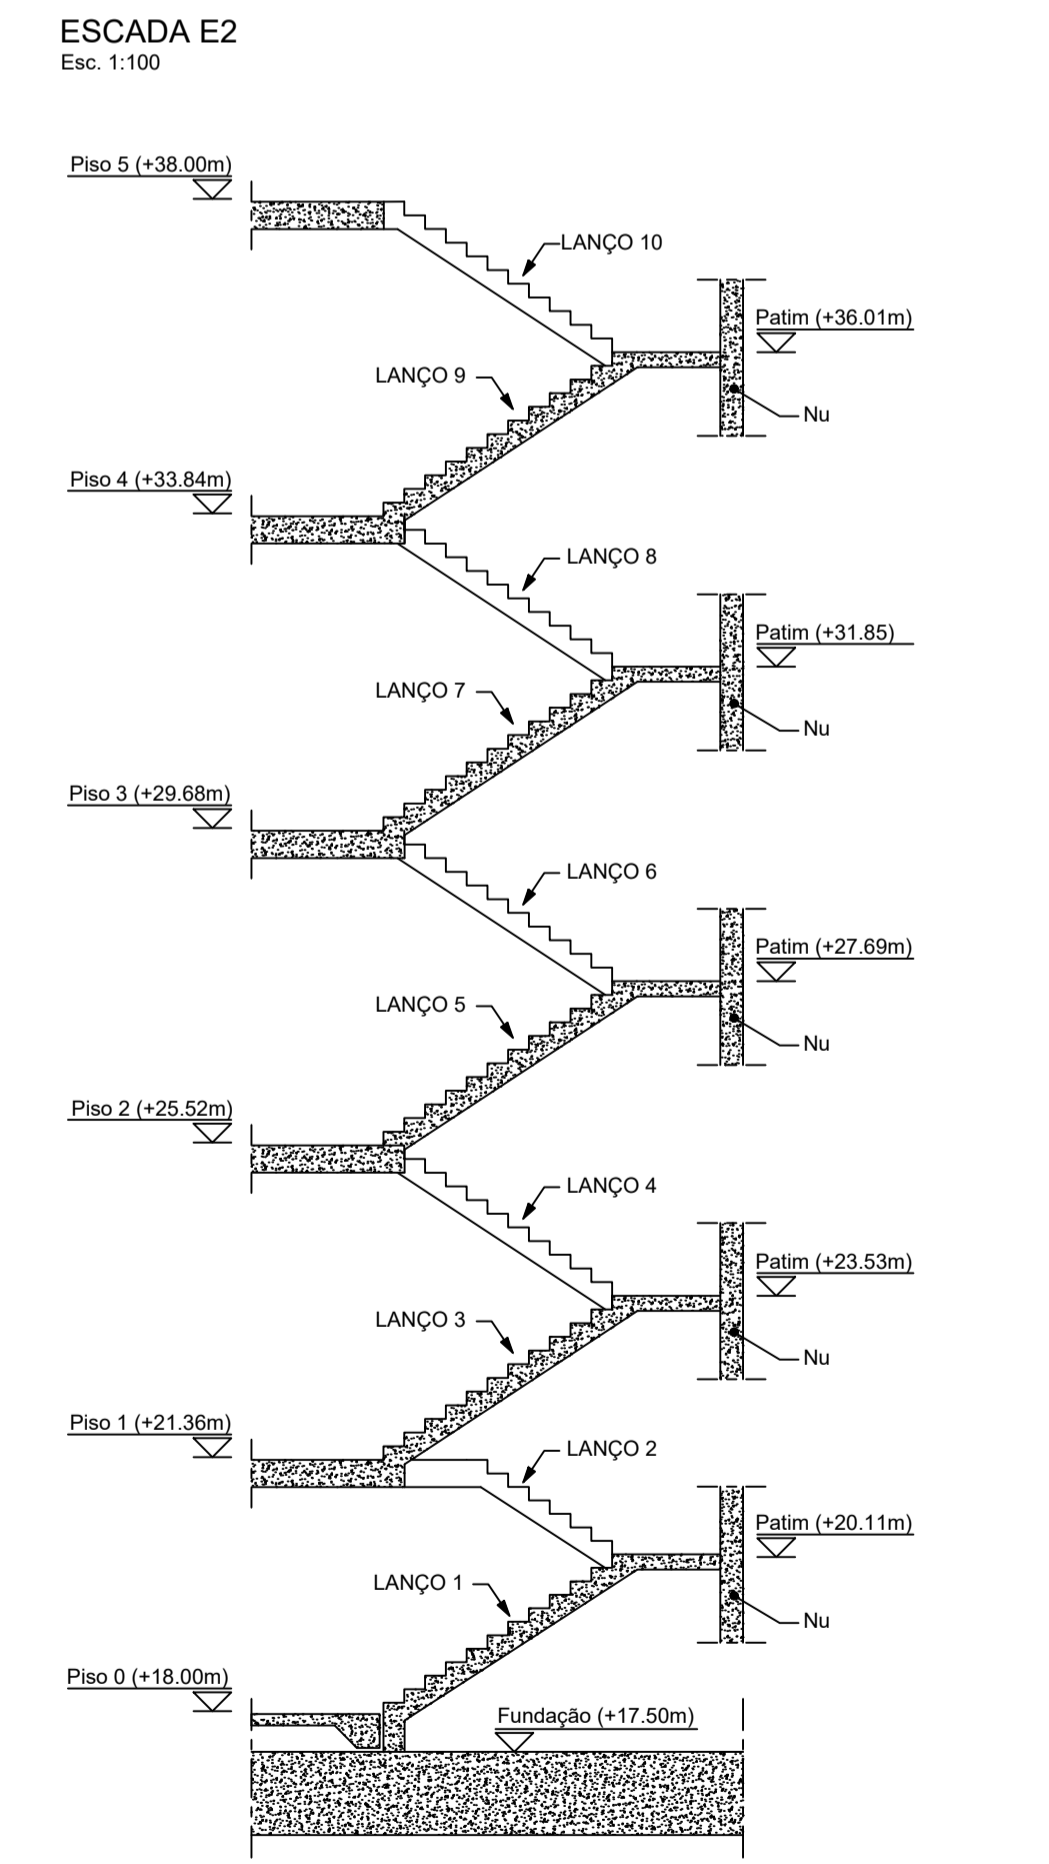 ESCADA E2
Esc. 1:100
Piso 5 (+38.00m)
LANÇO 10
Patim (+36.01m)
LANÇO 9
Nu
Piso 4 (+33.84m)
LANÇO 8
Patim (+31.85)
LANÇO 7
Nu
Piso 3 (+29.68m)
LANÇO 6
Patim (+27.69m)
LANÇO 5
Nu
Piso 2 (+25.52m)
LANÇO 4
Patim (+23.53m)
LANÇO 3
Nu
Piso 1 (+21.36m)
LANÇO 2
Patim (+20.11m)
LANÇO 1
Nu
Piso 0 (+18.00m)
Fundação (+17.50m)